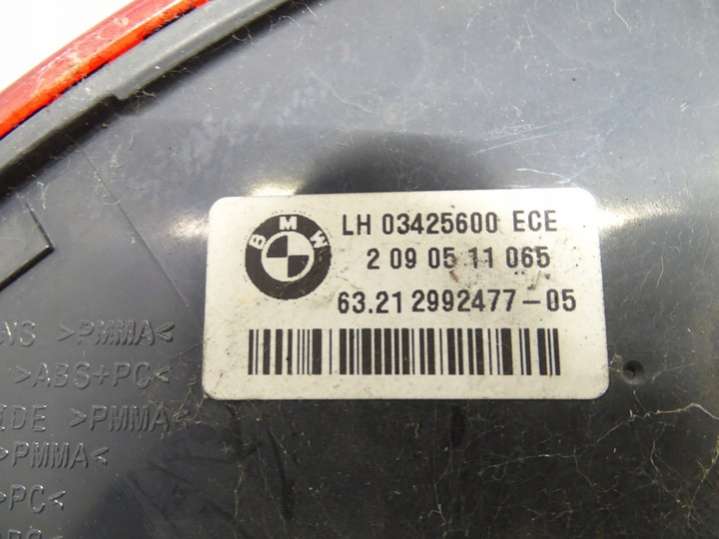 BMW
LH 03425600 ECE
2 09 05 11 065
63.21 2992477-05
>PMMA<
>ABS+PC<
>PMMA<
>PMMA<
>PC<